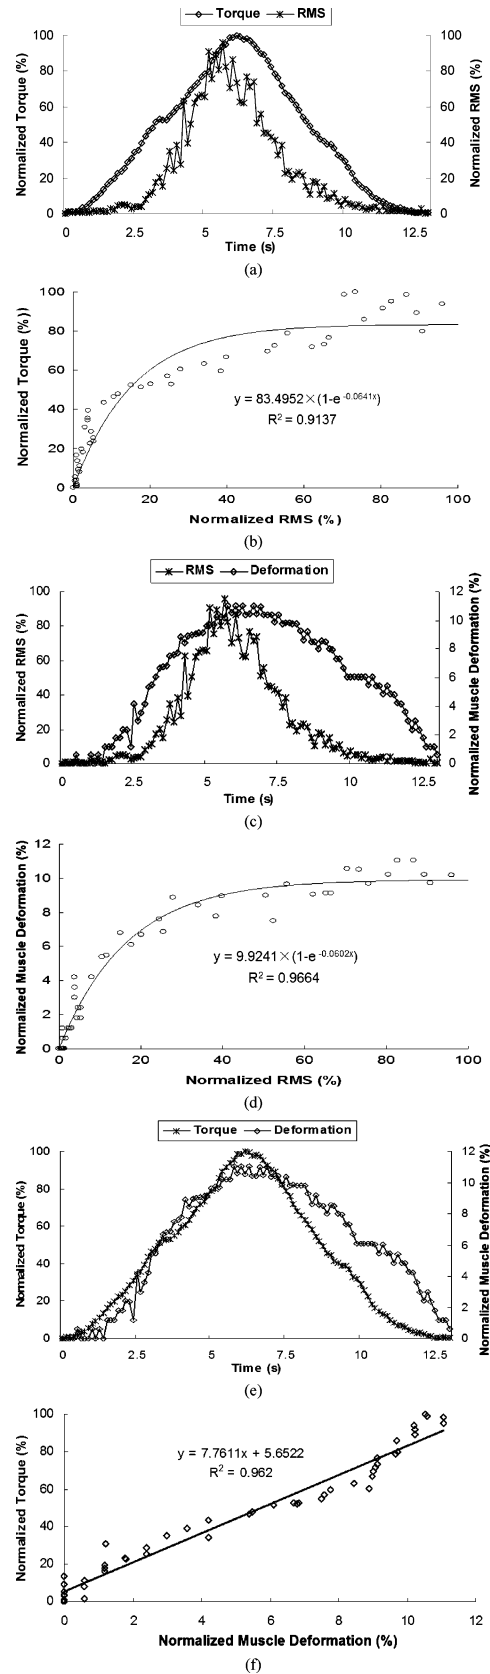 Torque RMS
Normalized Torque (%)
100
80
60
40
20
0
Normalized RMS (%)
100
80
60
40
20
0
0 2.5 5 7.5 10 12.5
Time (s)
(a)
Normalized Torque (%))
100
80
60
40
20
0
y = 83.4952×(1-e -0.0641x)
R2 = 0.9137
0 20 40 60 80 100
Normalized RMS (%)
(b)
RMS Deformation
Normalized RMS (%)
100
80
60
40
20
0
Normalized Muscle Deformation (%)
12
10
8
6
4
2
0
0 2.5 5 7.5 10 12.5
Time (s)
(c)
Normalized Muscle Deformation (%)
12
10
8
6
4
2
0
y = 9.9241×(1-e -0.0602x)
R2 = 0.9664
0 20 40 60 80 100
Normalized RMS (%)
(d)
Torque Deformation
Normalized Torque (%)
100
80
60
40
20
0
Normalized Muscle Deformation (%)
12
10
8
6
4
2
0
0 2.5 5 7.5 10 12.5
Time (s)
(e)
Normalized Torque (%)
100
80
60
40
20
0
y = 7.7611x + 5.6522
R2 = 0.962
0 2 4 6 8 10 12
Normalized Muscle Deformation (%)
(f)